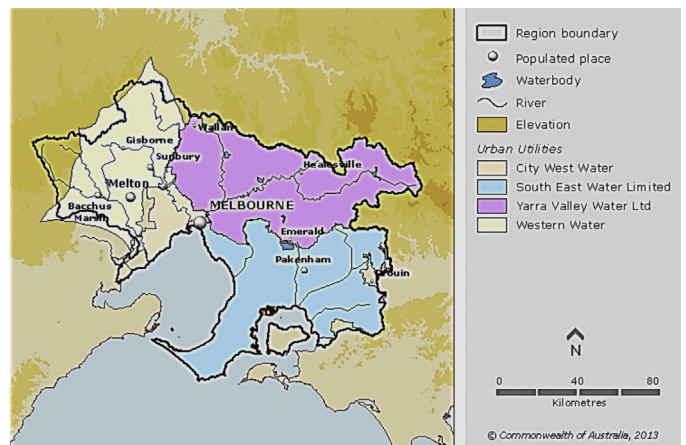 Wallan
Gisborne
Sunbury
Healesville
Melton
MELBOURNE
Bacchus
Marsh
Emerald
Pakenham
Drouin
Region boundary
Populated place
Waterbody
River
Elevation
Urban Utilities
City West Water
South East Water Limited
Yarra Valley Water Ltd
Western Water
N
0 40 80
Kilometres
© Commonwealth of Australia, 2013